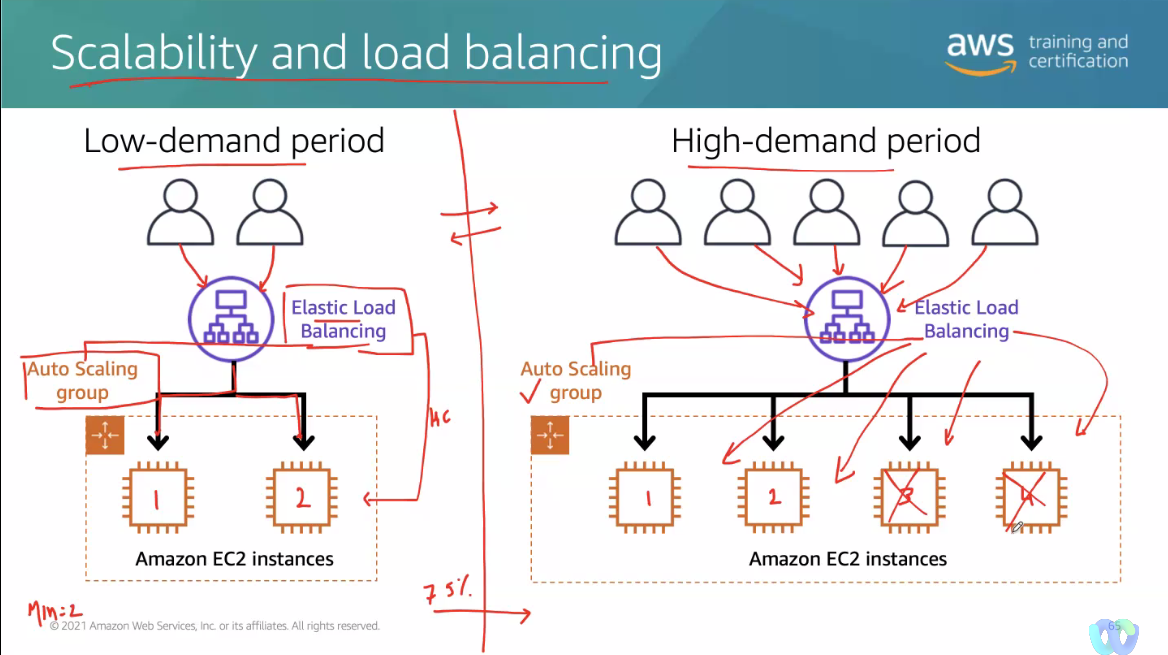 Scalability and load balancing
aws training and
certification
Low-demand period
Elastic Load
Balancing
Auto Scaling
group
HC
1
2
Amazon EC2 instances
Min=2
75%
High-demand period
Elastic Load
Balancing
Auto Scaling
group
1
2
3
4
Amazon EC2 instances
© 2021 Amazon Web Services, Inc. or its affiliates. All rights reserved.
65